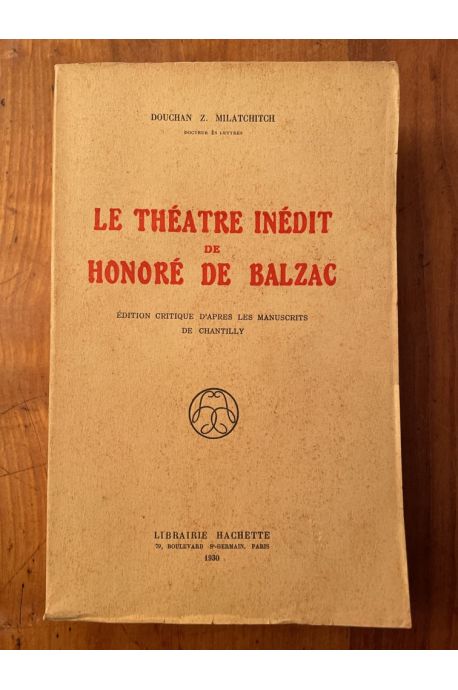 DOUCHAN Z. MILATCHITCH
DOCTEUR ÈS LETTRES
LE THÉATRE INÉDIT
DE
HONORÉ DE BALZAC
ÉDITION CRITIQUE D'APRES LES MANUSCRITS
DE CHANTILLY
LIBRAIRIE HACHETTE
79, BOULEVARD St-GERMAIN, PARIS
1930